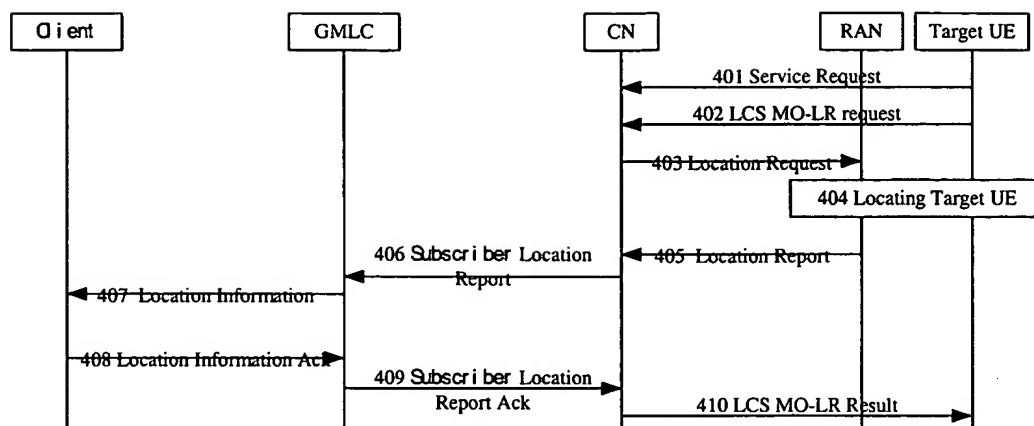 Client GMLC CN RAN Target UE
401 Service Request
402 LCS MO-LR request
403 Location Request
404 Locating Target UE
405 Location Report
406 Subscriber Location
Report
407 Location Information
408 Location Information Ack
409 Subscriber Location
Report Ack
410 LCS MO-LR Result